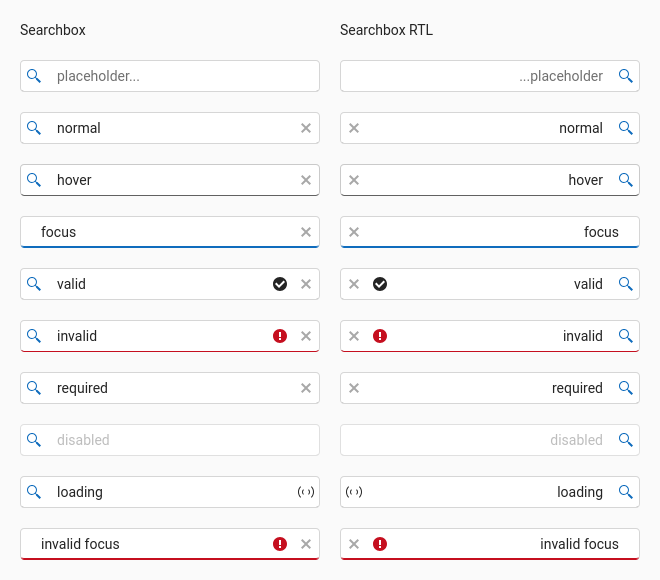 Searchbox
Searchbox RTL
placeholder...
...placeholder
normal
normal
hover
hover
focus
focus
valid
valid
invalid
invalid
required
required
disabled
disabled
loading
loading
invalid focus
invalid focus